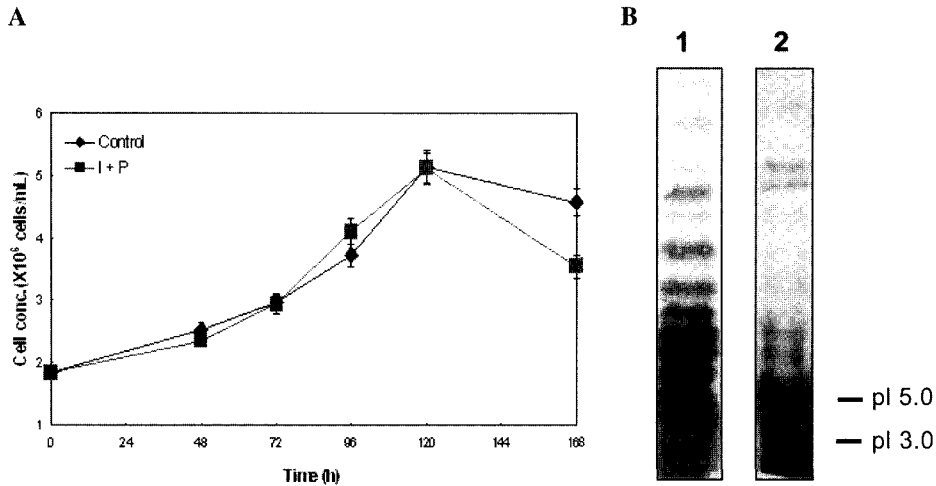 A
B
1
2
6
5
4
3
2
1
Control
I + P
Cell conc. (X10⁶ cells/mL)
0
24
48
72
96
120
144
168
Time (h)
pI 5.0
pI 3.0